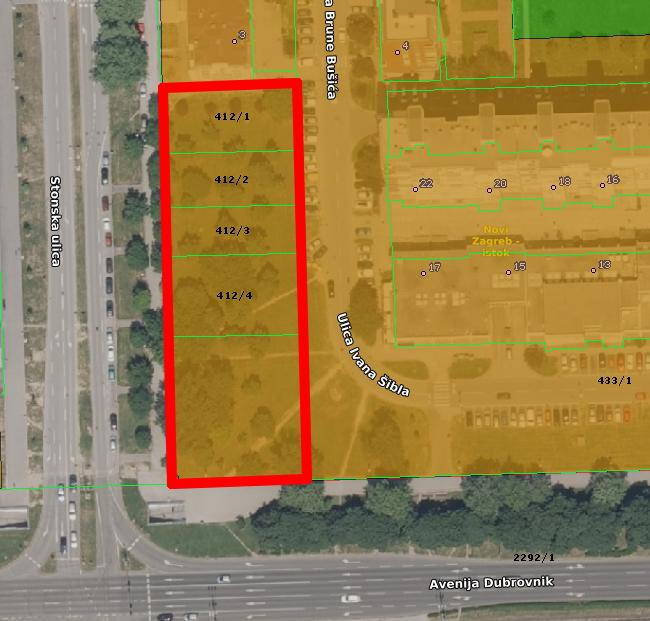 3
a Brune Bušića
4
412/1
412/2
22
20
18
16
412/3
Novi
Zagreb -
istok
17
15
13
412/4
Stonska ulica
Ulica Ivana Šibla
433/1
2292/1
Avenija Dubrovnik